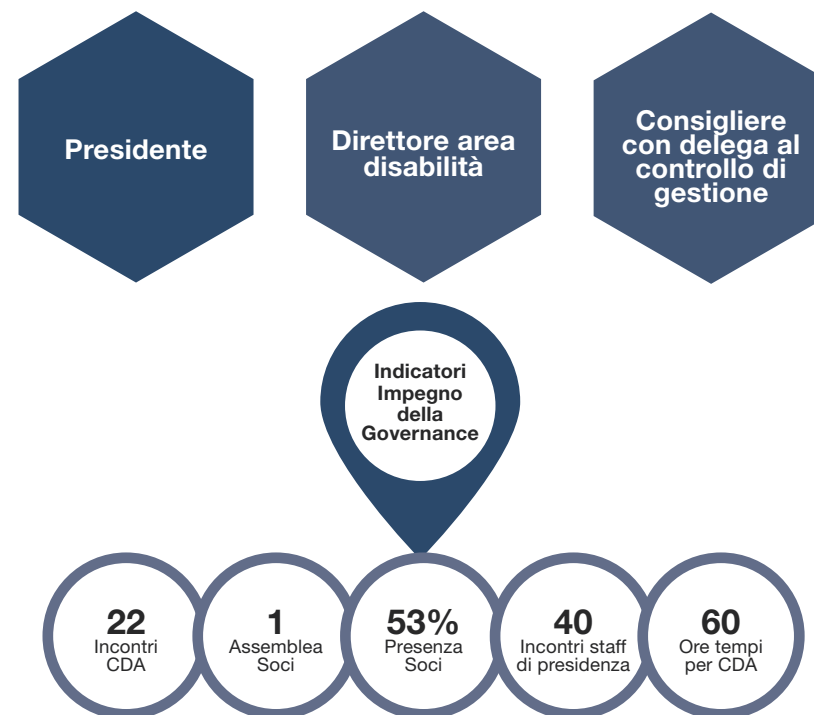 Presidente
Direttore area
disabilità
Consigliere
con delega al
controllo di
gestione
Indicatori
Impegno
della
Governance
22
Incontri
CDA
1
Assemblea
Soci
53%
Presenza
Soci
40
Incontri staff
di presidenza
60
Ore tempi
per CDA